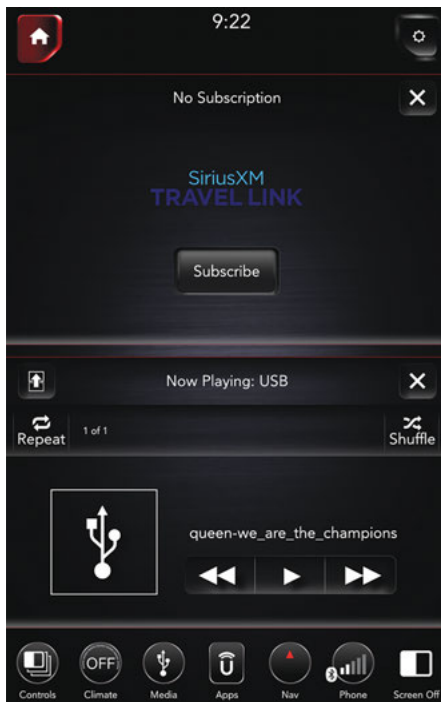 9:22
No Subscription
SiriusXM
TRAVEL LINK
Subscribe
Now Playing: USB
Repeat
1 of 1
Shuffle
queen-we_are_the_champions
OFF
Controls Climate Media Apps Nav Phone Screen Off